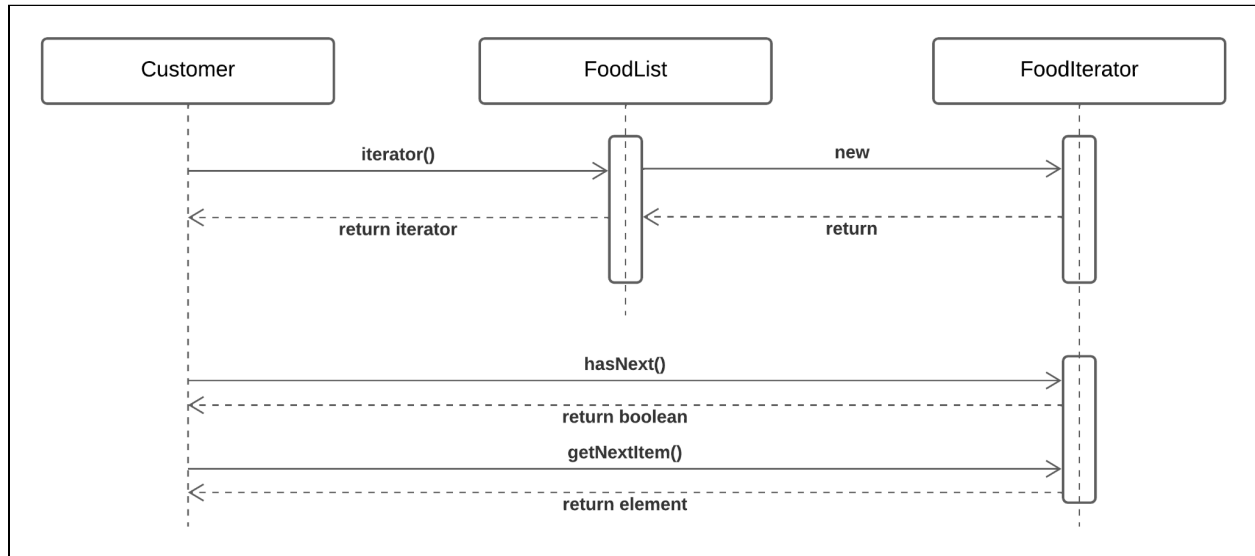 Customer
FoodList
FoodIterator
iterator()
new
return iterator
return
hasNext()
return boolean
getNextItem()
return element